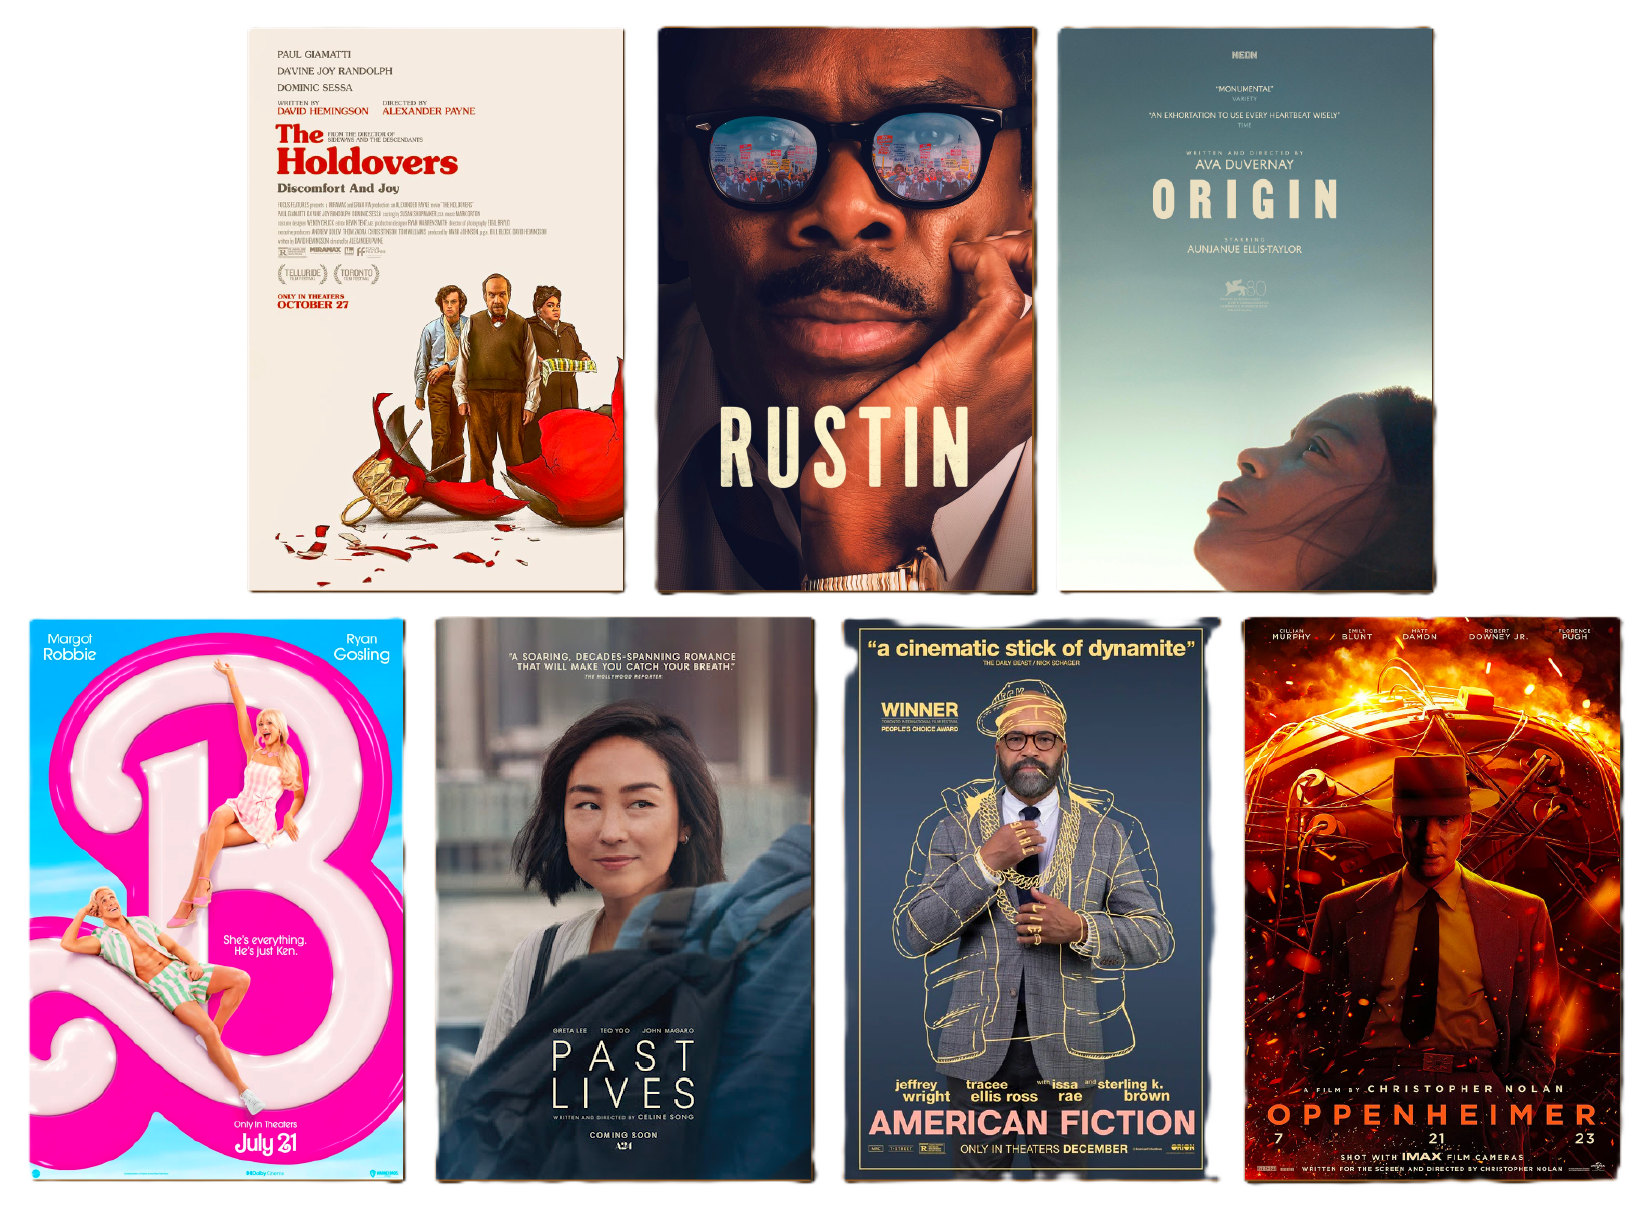 PAUL GIAMATTI
DA'VINE JOY RANDOLPH
DOMINIC SESSA
WRITTEN BY DIRECTED BY
DAVID HEMINGSON ALEXANDER PAYNE
The FROM THE DIRECTOR OF
SIDEWAYS AND THE DESCENDANTS
Holdovers
Discomfort And Joy
MIRAMAX
TELLURIDE TORONTO
FILM FESTIVAL FILM FESTIVAL
ONLY IN THEATERS
OCTOBER 27
RUSTIN
NEON
"MONUMENTAL"
VARIETY
"AN EXHORTATION TO USE EVERY HEARTBEAT WISELY"
TIME
WRITTEN AND DIRECTED BY
AVA DuVERNAY
ORIGIN
STARRING
AUNJANUE ELLIS-TAYLOR
80
Margot Ryan
Robbie Gosling
She's everything.
He's just Ken.
Only in Theaters
July 21
Dolby Cinema
"A SOARING, DECADES-SPANNING ROMANCE
THAT WILL MAKE YOU CATCH YOUR BREATH."
THE HOLLYWOOD REPORTER
GRETA LEE TEO YOO JOHN MAGARO
PAST
LIVES
WRITTEN AND DIRECTED BY CELINE SONG
COMING SOON
A24
"a cinematic stick of dynamite"
THE DAILY BEAST / NICK SCHAGER
WINNER
TORONTO INTERNATIONAL FILM FESTIVAL
PEOPLE'S CHOICE AWARD
jeffrey tracee with issa and sterling k.
wright ellis ross rae brown
AMERICAN FICTION
MRC T-STREET R ONLY IN THEATERS DECEMBER ORION
CILLIAN EMILY MATT ROBERT FLORENCE
MURPHY BLUNT DAMON DOWNEY JR. PUGH
A FILM BY CHRISTOPHER NOLAN
OPPENHEIMER
7 21 23
SHOT WITH IMAX FILM CAMERAS
WRITTEN FOR THE SCREEN AND DIRECTED BY CHRISTOPHER NOLAN